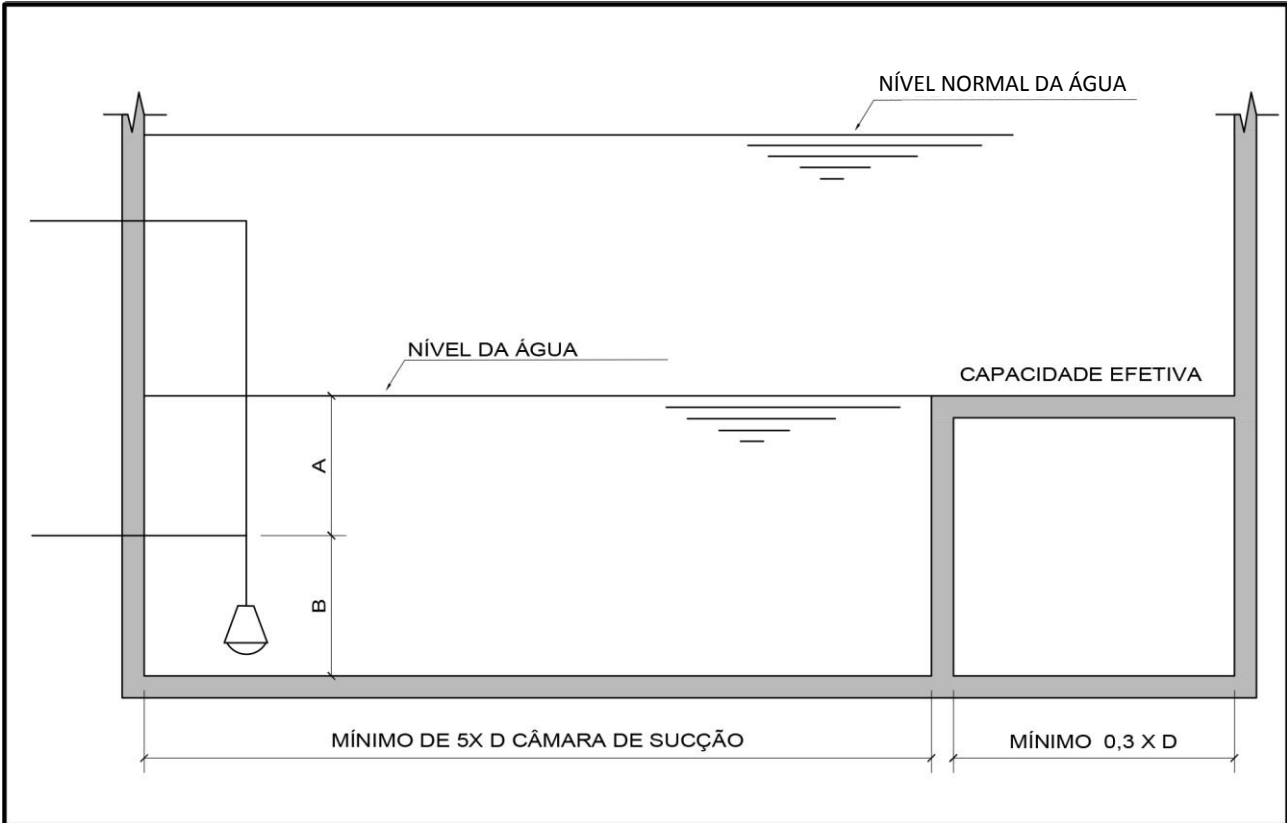 NÍVEL NORMAL DA ÁGUA
NÍVEL DA ÁGUA
CAPACIDADE EFETIVA
A
B
MÍNIMO DE 5X D CÂMARA DE SUCÇÃO
MÍNIMO 0,3 X D